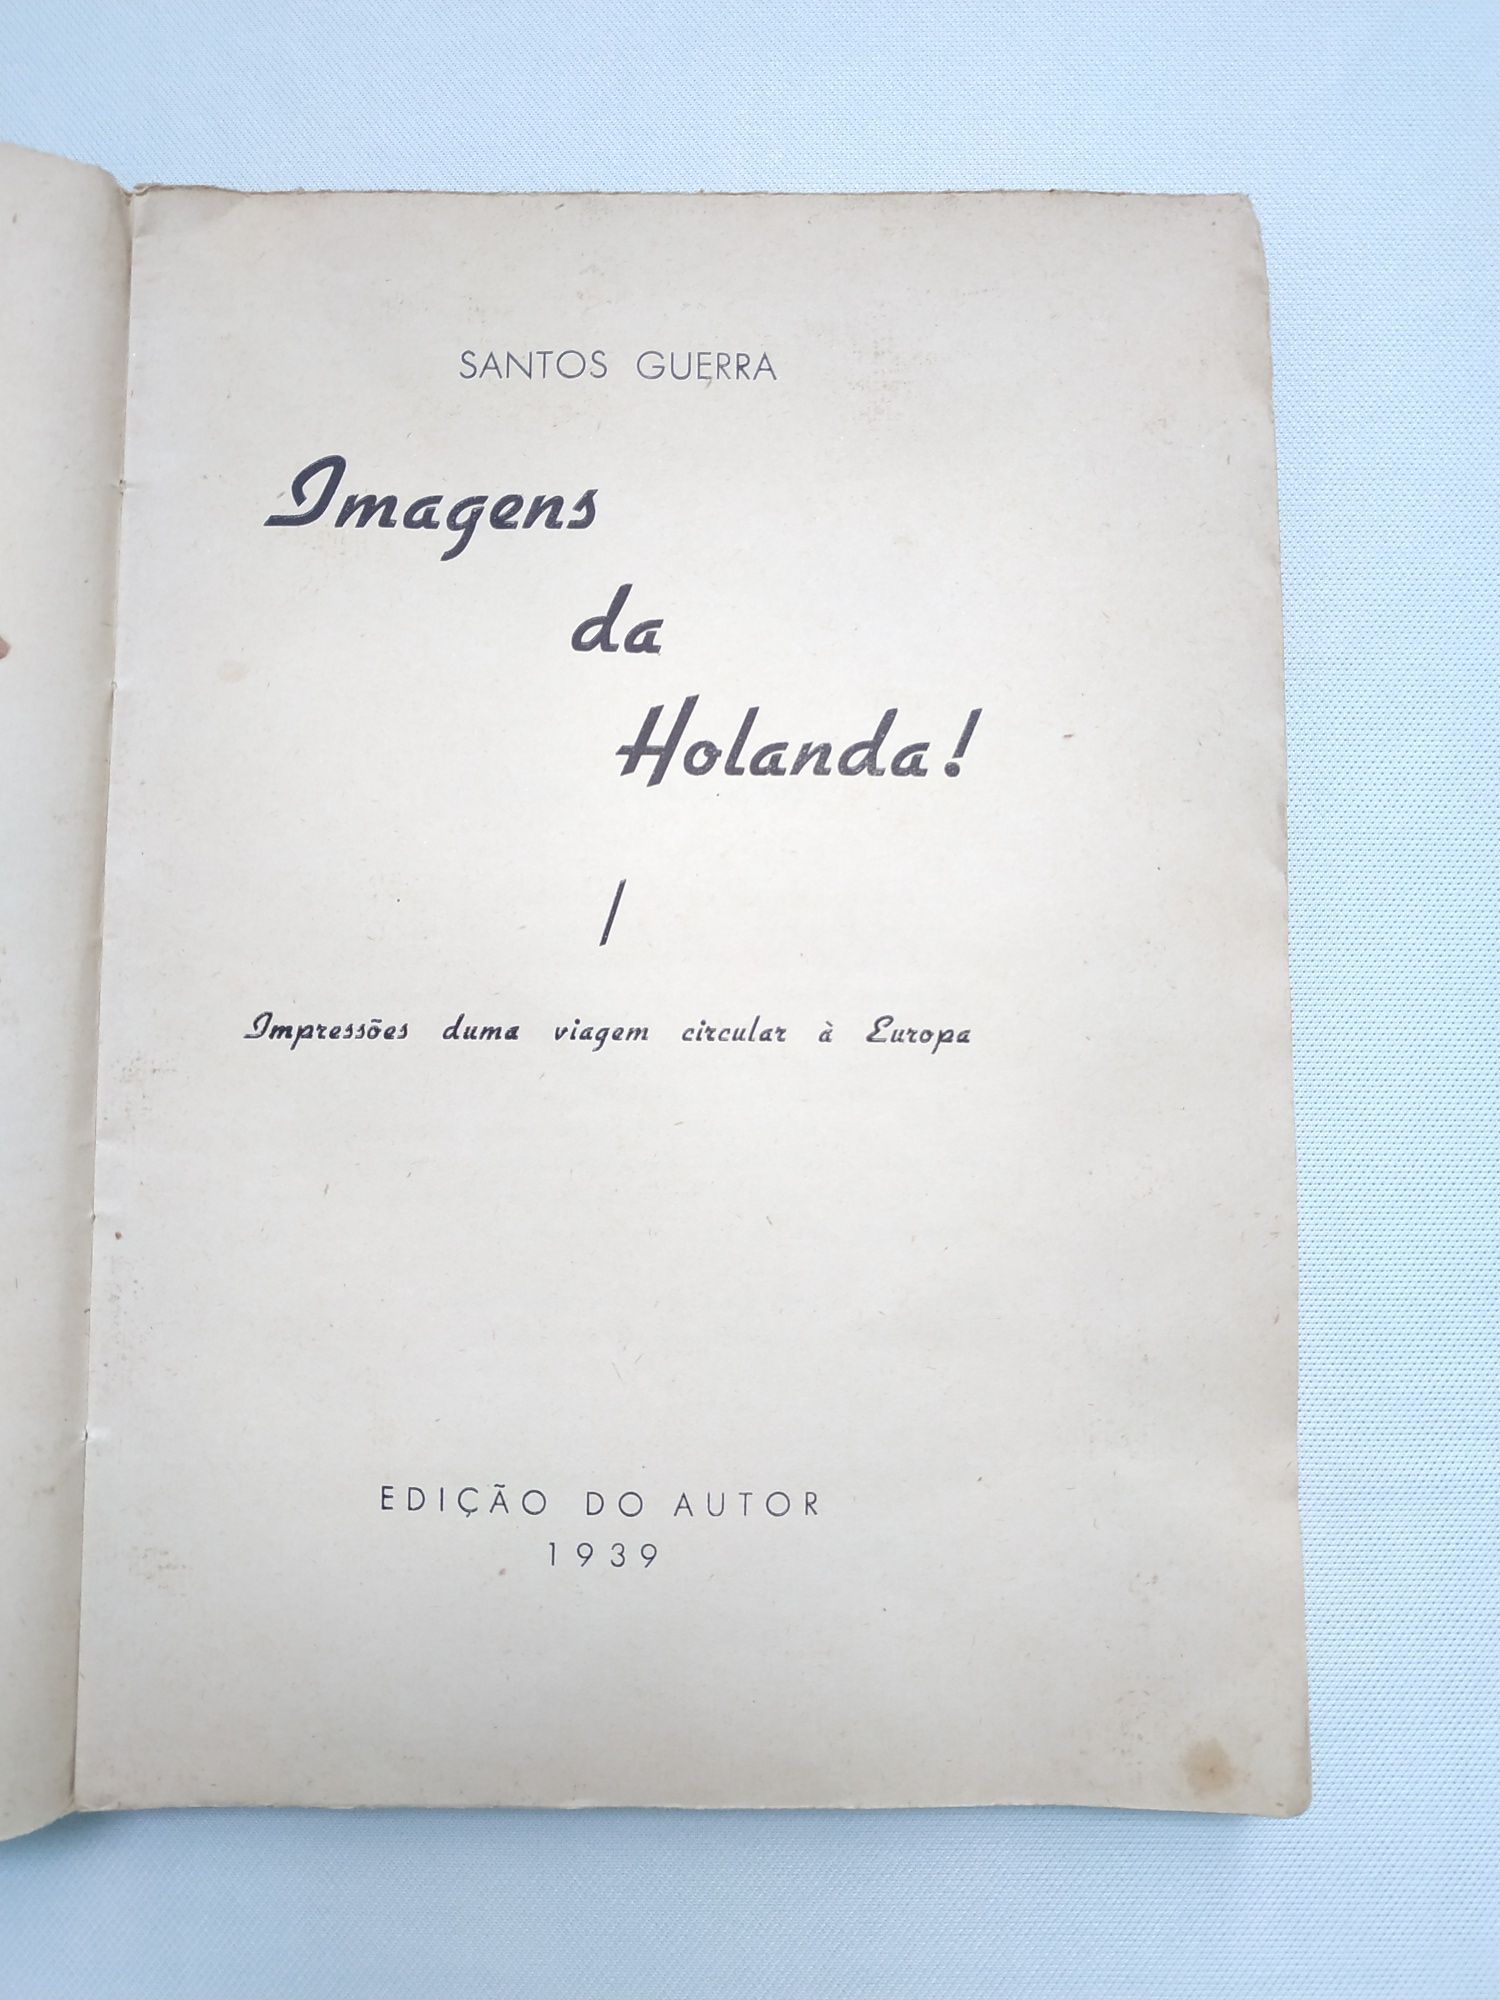 SANTOS GUERRA
Imagens
da
Holanda!
/
Impressões duma viagem circular à Europa
EDIÇÃO DO AUTOR
1939